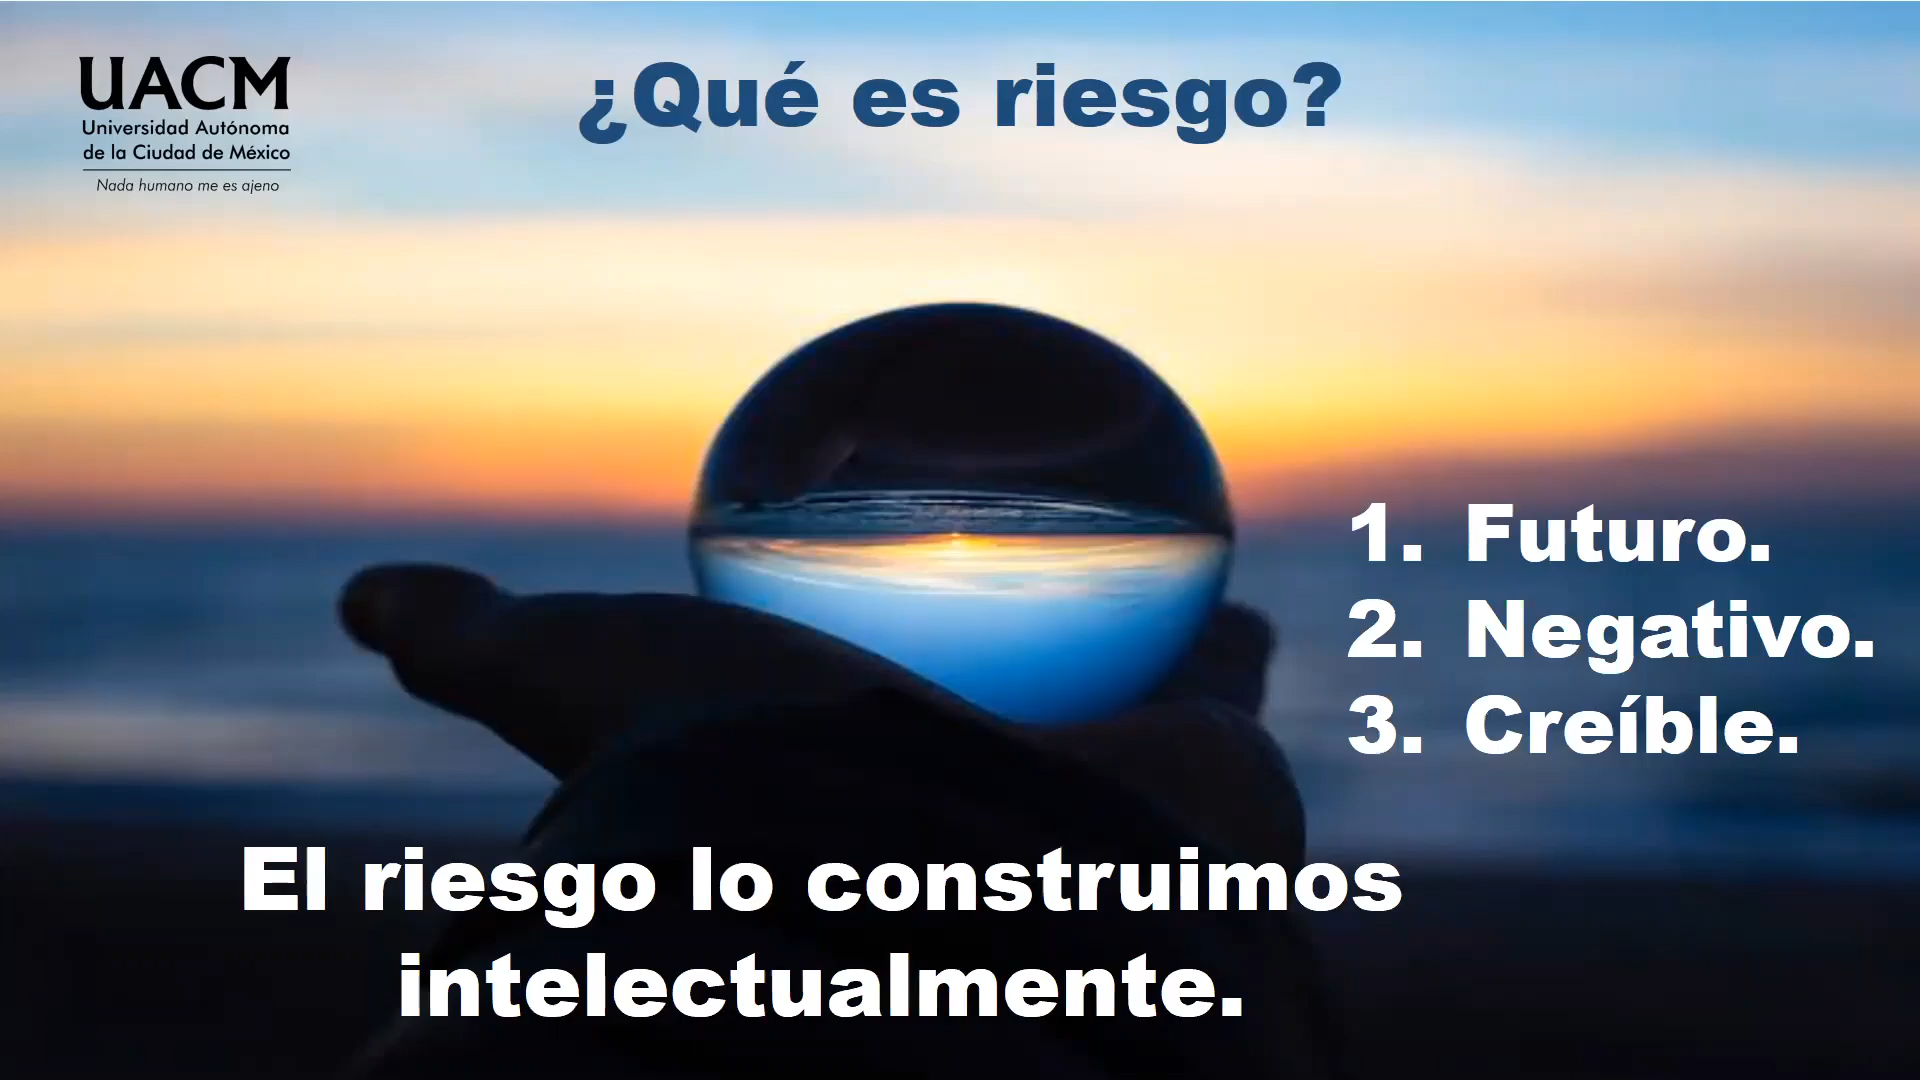 UACM
Universidad Autónoma
de la Ciudad de México
Nada humano me es ajeno
¿Qué es riesgo?
1. Futuro.
2. Negativo.
3. Creíble.
El riesgo lo construimos
intelectualmente.